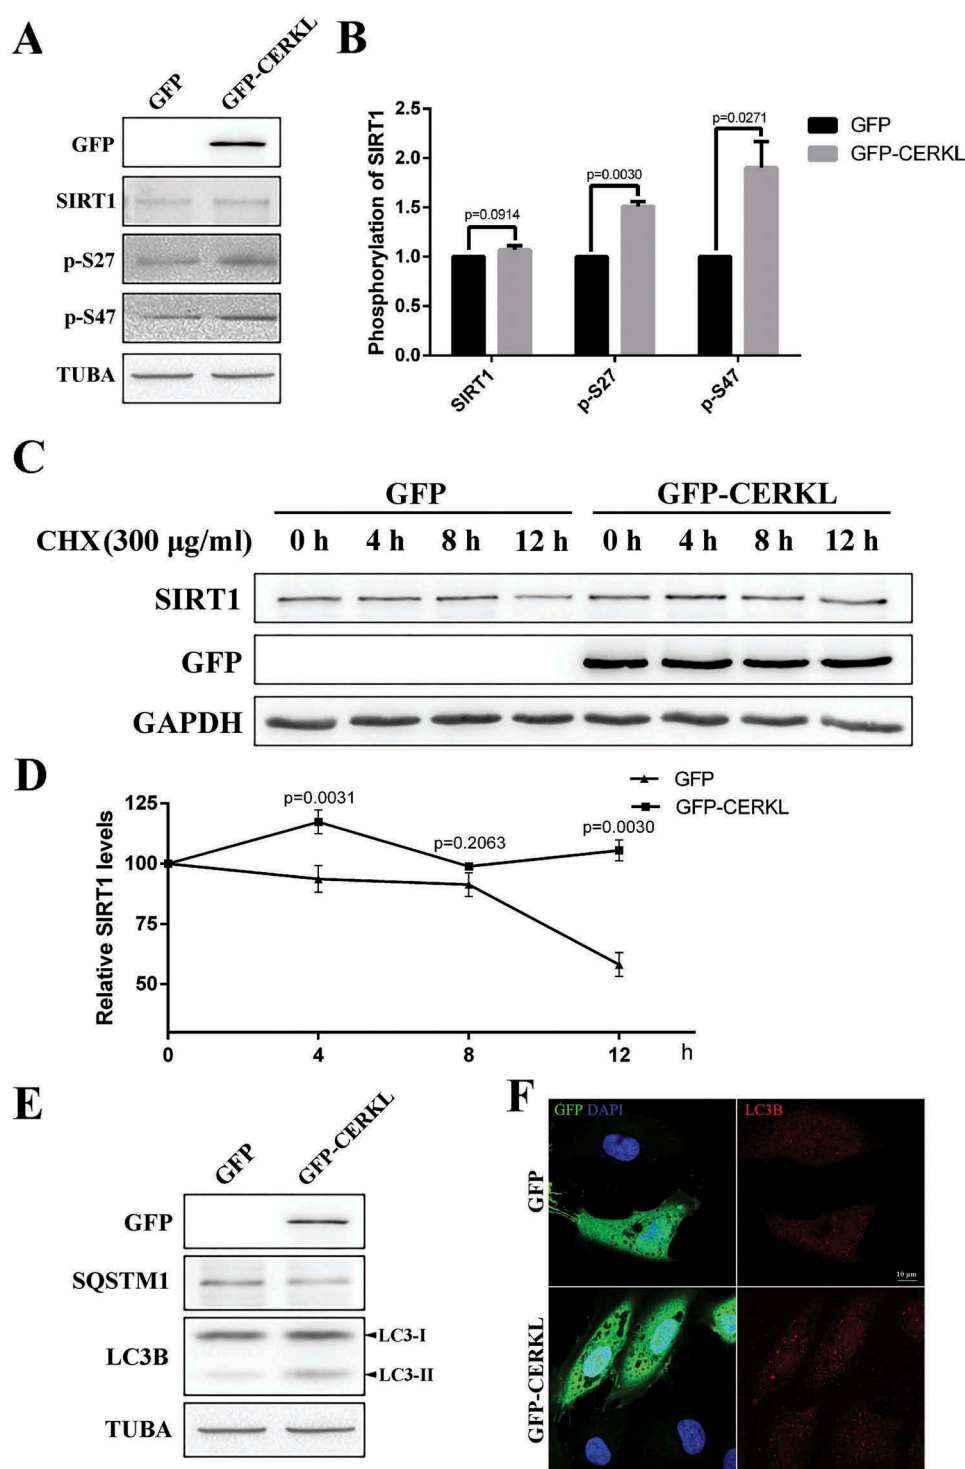 A
GFP
GFP-CERKL
GFP
SIRT1
p-S27
p-S47
TUBA
B
Phosphorylation of SIRT1
2.5
2.0
1.5
1.0
0.5
0.0
p=0.0914
p=0.0030
p=0.0271
SIRT1
p-S27
p-S47
GFP
GFP-CERKL
C
GFP GFP-CERKL
CHX(300 μg/ml) 0 h 4 h 8 h 12 h 0 h 4 h 8 h 12 h
SIRT1
GFP
GAPDH
D
Relative SIRT1 levels
125
100
75
50
p=0.0031
p=0.2063
p=0.0030
GFP
GFP-CERKL
0 4 8 12 h
E
GFP
GFP-CERKL
GFP
SQSTM1
LC3B
LC3-I
LC3-II
TUBA
F
GFP DAPI LC3B
GFP
10 μm
GFP-CERKL